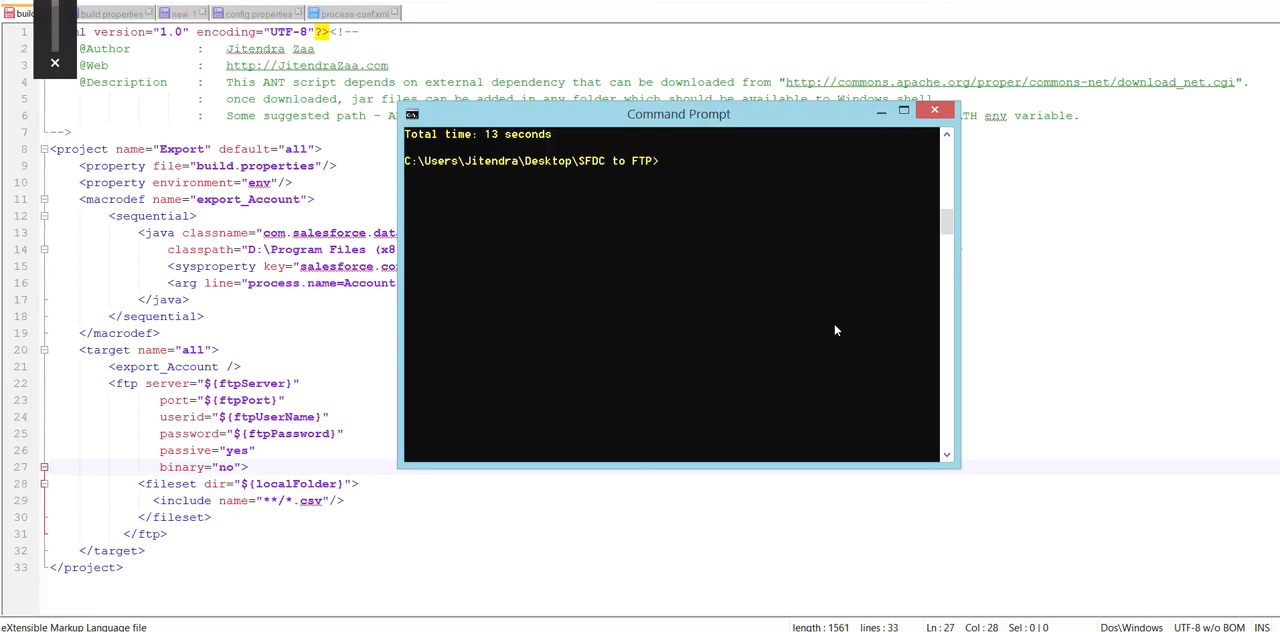 build build.properties new 1 config.properties process-conf.xml
1 ml version="1.0" encoding="UTF-8"?><!--
2 @Author : Jitendra Zaa
3 @Web : http://JitendraZaa.com
4 @Description : This ANT script depends on external dependency that can be downloaded from "http://commons.apache.org/proper/commons-net/download_net.cgi".
5 : once downloaded, jar files can be added in any folder which should be available to Windows shell
6 : Some suggested path - A TH env variable.
7 -->
8 <project name="Export" default="all">
9 <property file="build.properties"/>
10 <property environment="env"/>
11 <macrodef name="export_Account">
12 <sequential>
13 <java classname="com.salesforce.dat
14 classpath="D:\Program Files (x8
15 <sysproperty key="salesforce.co
16 <arg line="process.name=Account
17 </java>
18 </sequential>
19 </macrodef>
20 <target name="all">
21 <export_Account />
22 <ftp server="${ftpServer}"
23 port="${ftpPort}"
24 userid="${ftpUserName}"
25 password="${ftpPassword}"
26 passive="yes"
27 binary="no">
28 <fileset dir="${localFolder}">
29 <include name="**/*.csv"/>
30 </fileset>
31 </ftp>
32 </target>
33 </project>
Command Prompt
Total time: 13 seconds
C:\Users\Jitendra\Desktop\SFDC to FTP>
eXtensible Markup Language file length : 1561 lines : 33 Ln : 27 Col : 28 Sel : 0 | 0 Dos\Windows UTF-8 w/o BOM INS